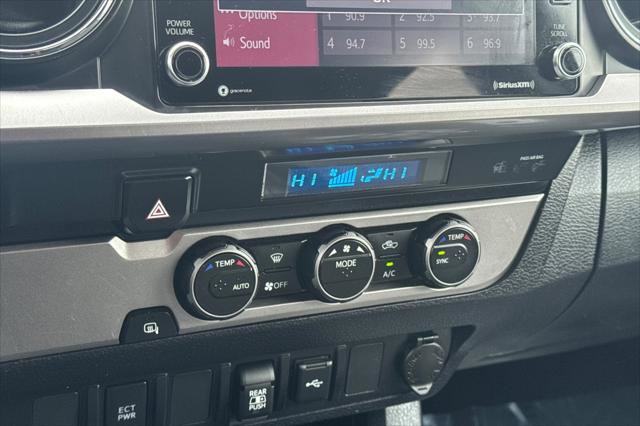 POWER
VOLUME
Options
Sound
1 90.9 2 92.5 3 93.7
4 94.7 5 99.5 6 96.9
TUNE
SCROLL
gracenote
SiriusXM
PASS AIR BAG
HI HI
TEMP
AUTO
OFF
MODE
A/C
TEMP
SYNC
ECT
PWR
REAR
PUSH